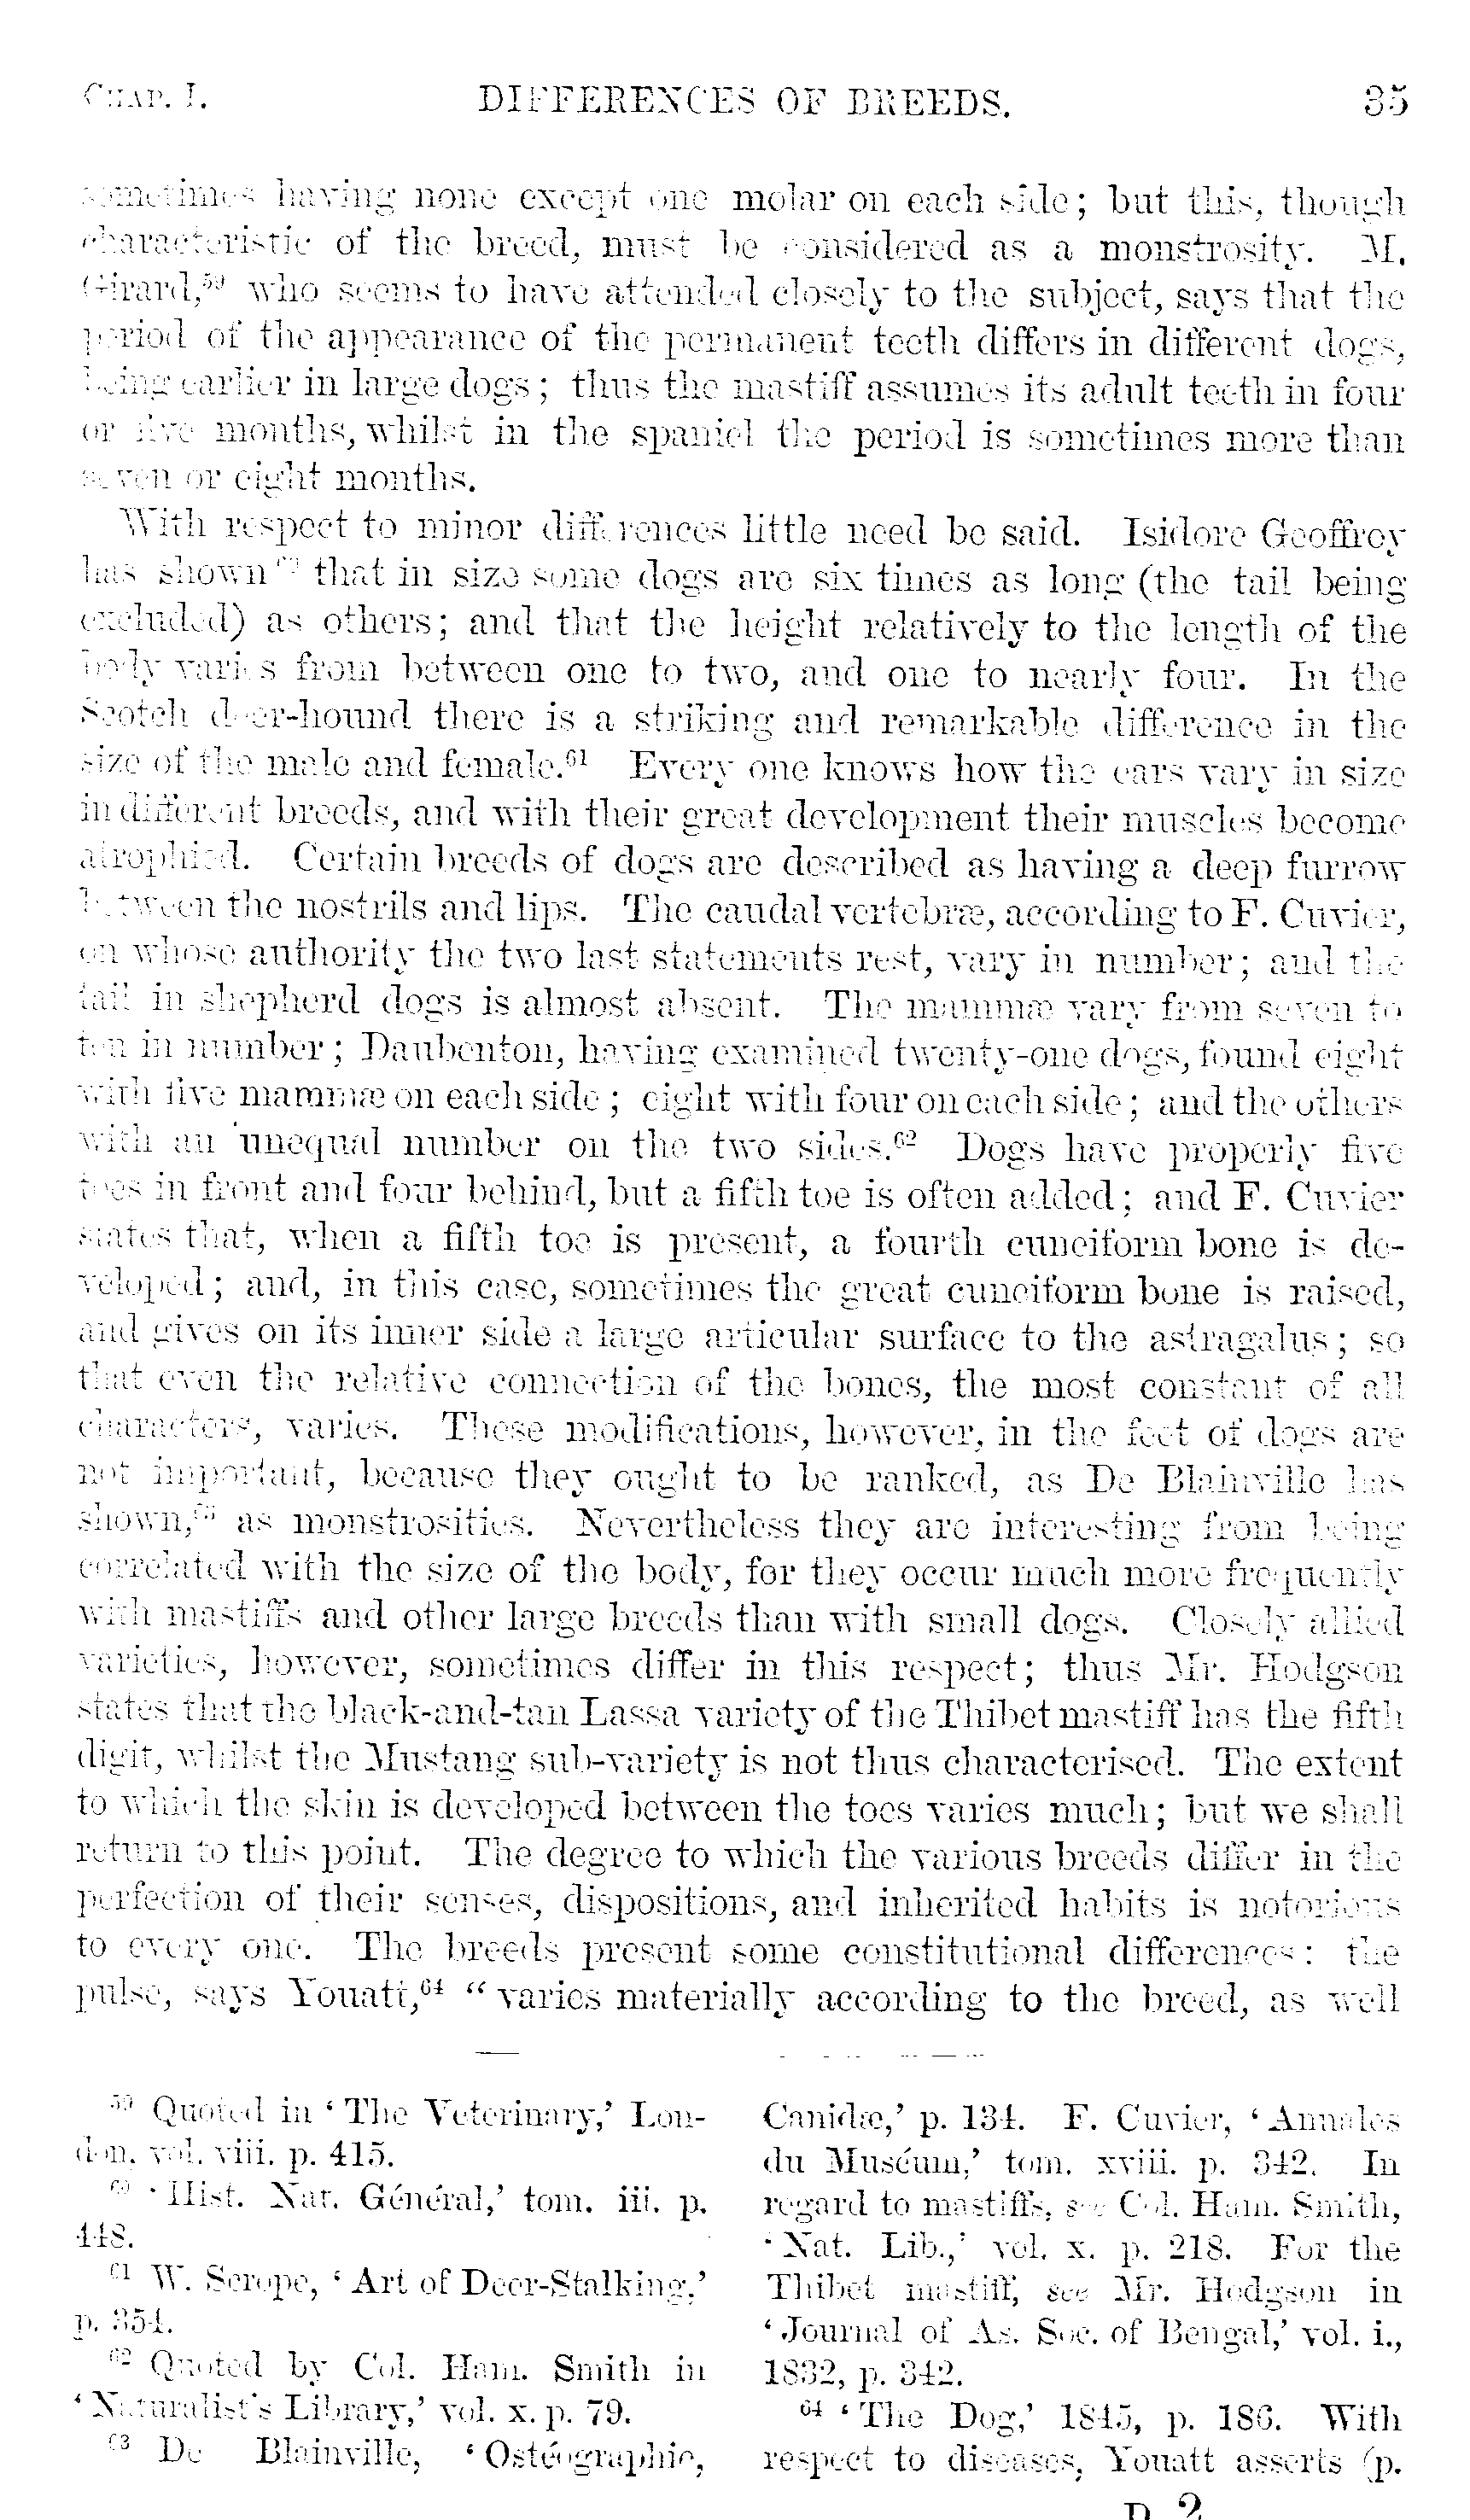 CHAP. I. DIFFERENCES OF BREEDS. 35
sometimes having none except one molar on each side; but this, though
characteristic of the breed, must be considered as a monstrosity. M.
Girard,⁵⁹ who seems to have attended closely to the subject, says that the
period of the appearance of the permanent teeth differs in different dogs,
being earlier in large dogs; thus the mastiff assumes its adult teeth in four
or five months, whilst in the spaniel the period is sometimes more than
seven or eight months.
With respect to minor differences little need be said. Isidore Geoffroy
has shown⁶⁰ that in size some dogs are six times as long (the tail being
excluded) as others; and that the height relatively to the length of the
body varies from between one to two, and one to nearly four. In the
Scotch deer-hound there is a striking and remarkable difference in the
size of the male and female.⁶¹ Every one knows how the ears vary in size
in different breeds, and with their great development their muscles become
atrophied. Certain breeds of dogs are described as having a deep furrow
between the nostrils and lips. The caudal vertebræ, according to F. Cuvier,
on whose authority the two last statements rest, vary in number; and the
tail in shepherd dogs is almost absent. The mammæ vary from seven to
ten in number; Daubenton, having examined twenty-one dogs, found eight
with five mammæ on each side; eight with four on each side; and the others
with an unequal number on the two sides.⁶² Dogs have properly five
toes in front and four behind, but a fifth toe is often added; and F. Cuvier
states that, when a fifth toe is present, a fourth cuneiform bone is de-
veloped; and, in this case, sometimes the great cuneiform bone is raised,
and gives on its inner side a large articular surface to the astragalus; so
that even the relative connection of the bones, the most constant of all
characters, varies. These modifications, however, in the feet of dogs are
not important, because they ought to be ranked, as De Blainville has
shown,⁶³ as monstrosities. Nevertheless they are interesting from being
correlated with the size of the body, for they occur much more frequently
with mastiffs and other large breeds than with small dogs. Closely allied
varieties, however, sometimes differ in this respect; thus Mr. Hodgson
states that the black-and-tan Lassa variety of the Thibet mastiff has the fifth
digit, whilst the Mustang sub-variety is not thus characterised. The extent
to which the skin is developed between the toes varies much; but we shall
return to this point. The degree to which the various breeds differ in the
perfection of their senses, dispositions, and inherited habits is notorious
to every one. The breeds present some constitutional differences: the
pulse, says Youatt,⁶⁴ “varies materially according to the breed, as well
⁵⁹ Quoted in ‘The Veterinary,’ Lon-
don, vol. viii. p. 415.
⁶⁰ ‘Hist. Nat. Général,’ tom. iii. p.
448.
⁶¹ W. Scrope, ‘Art of Deer-Stalking,’
p. 354.
⁶² Quoted by Col. Ham. Smith in
‘Naturalist's Library,’ vol. x. p. 79.
⁶³ De Blainville, ‘Ostéographie,
Canidæ,’ p. 134. F. Cuvier, ‘Annales
du Muséum,’ tom. xviii. p. 342. In
regard to mastiffs, see Col. Ham. Smith,
‘Nat. Lib.,’ vol. x. p. 218. For the
Thibet mastiff, see Mr. Hodgson in
‘Journal of As. Soc. of Bengal,’ vol. i.,
1832, p. 342.
⁶⁴ ‘The Dog,’ 1845, p. 186. With
respect to diseases, Youatt asserts (p.
D 2